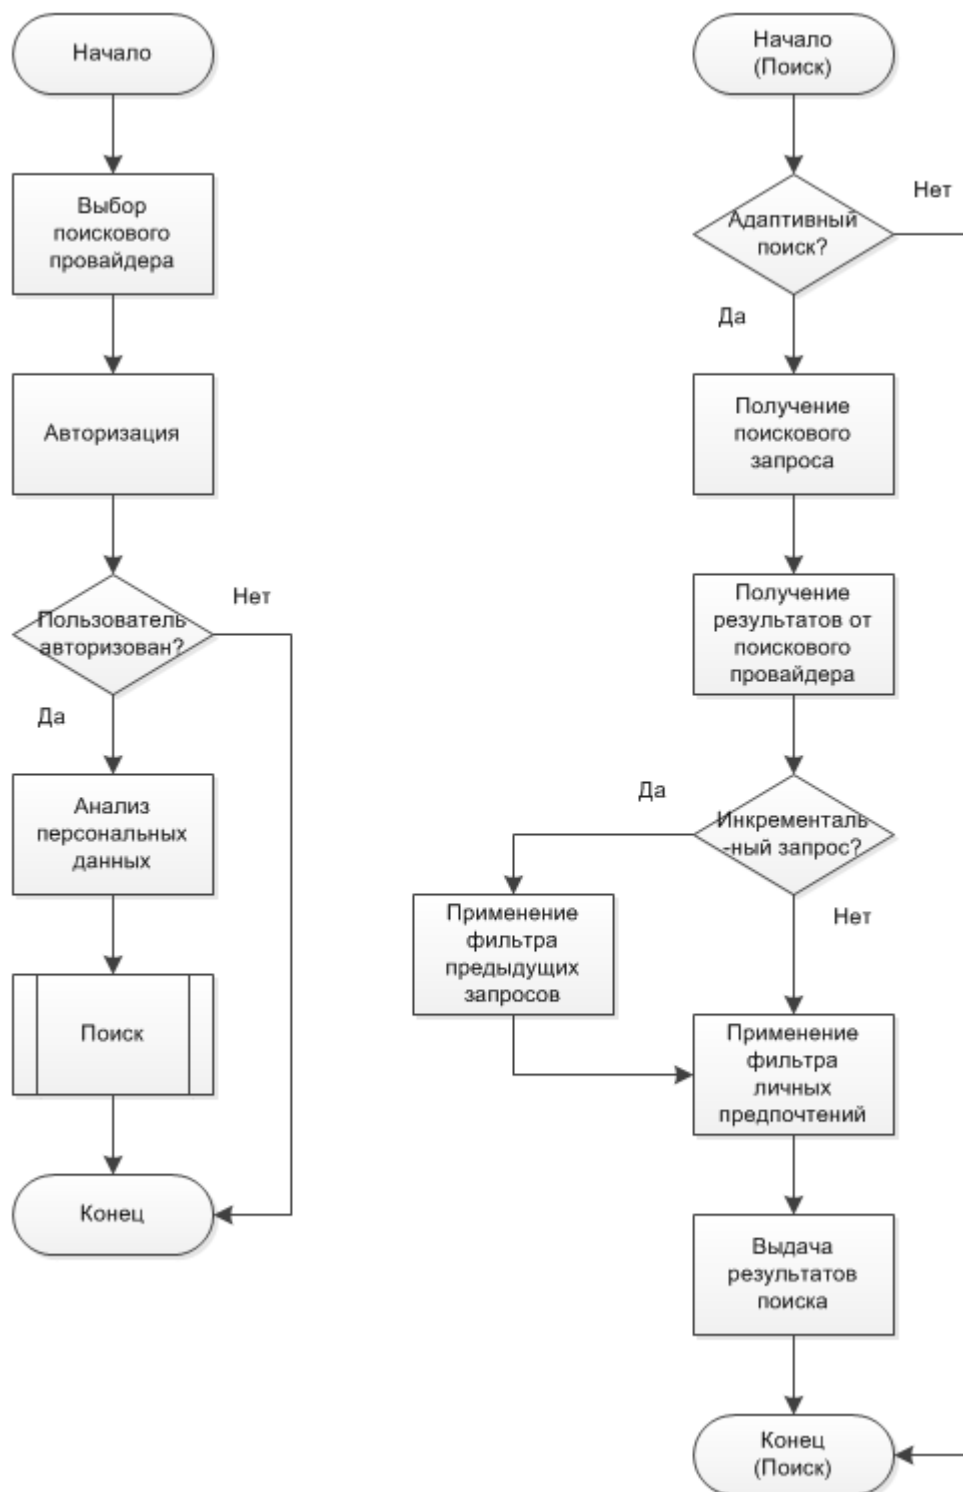 Начало
Выбор
поискового
провайдера
Авторизация
Пользователь
авторизован?
Нет
Да
Анализ
персональных
данных
Поиск
Конец
Начало
(Поиск)
Адаптивный
поиск?
Нет
Да
Получение
поискового
запроса
Получение
результатов от
поискового
провайдера
Инкременталь
-ный запрос?
Да
Нет
Применение
фильтра
предыдущих
запросов
Применение
фильтра
личных
предпочтений
Выдача
результатов
поиска
Конец
(Поиск)